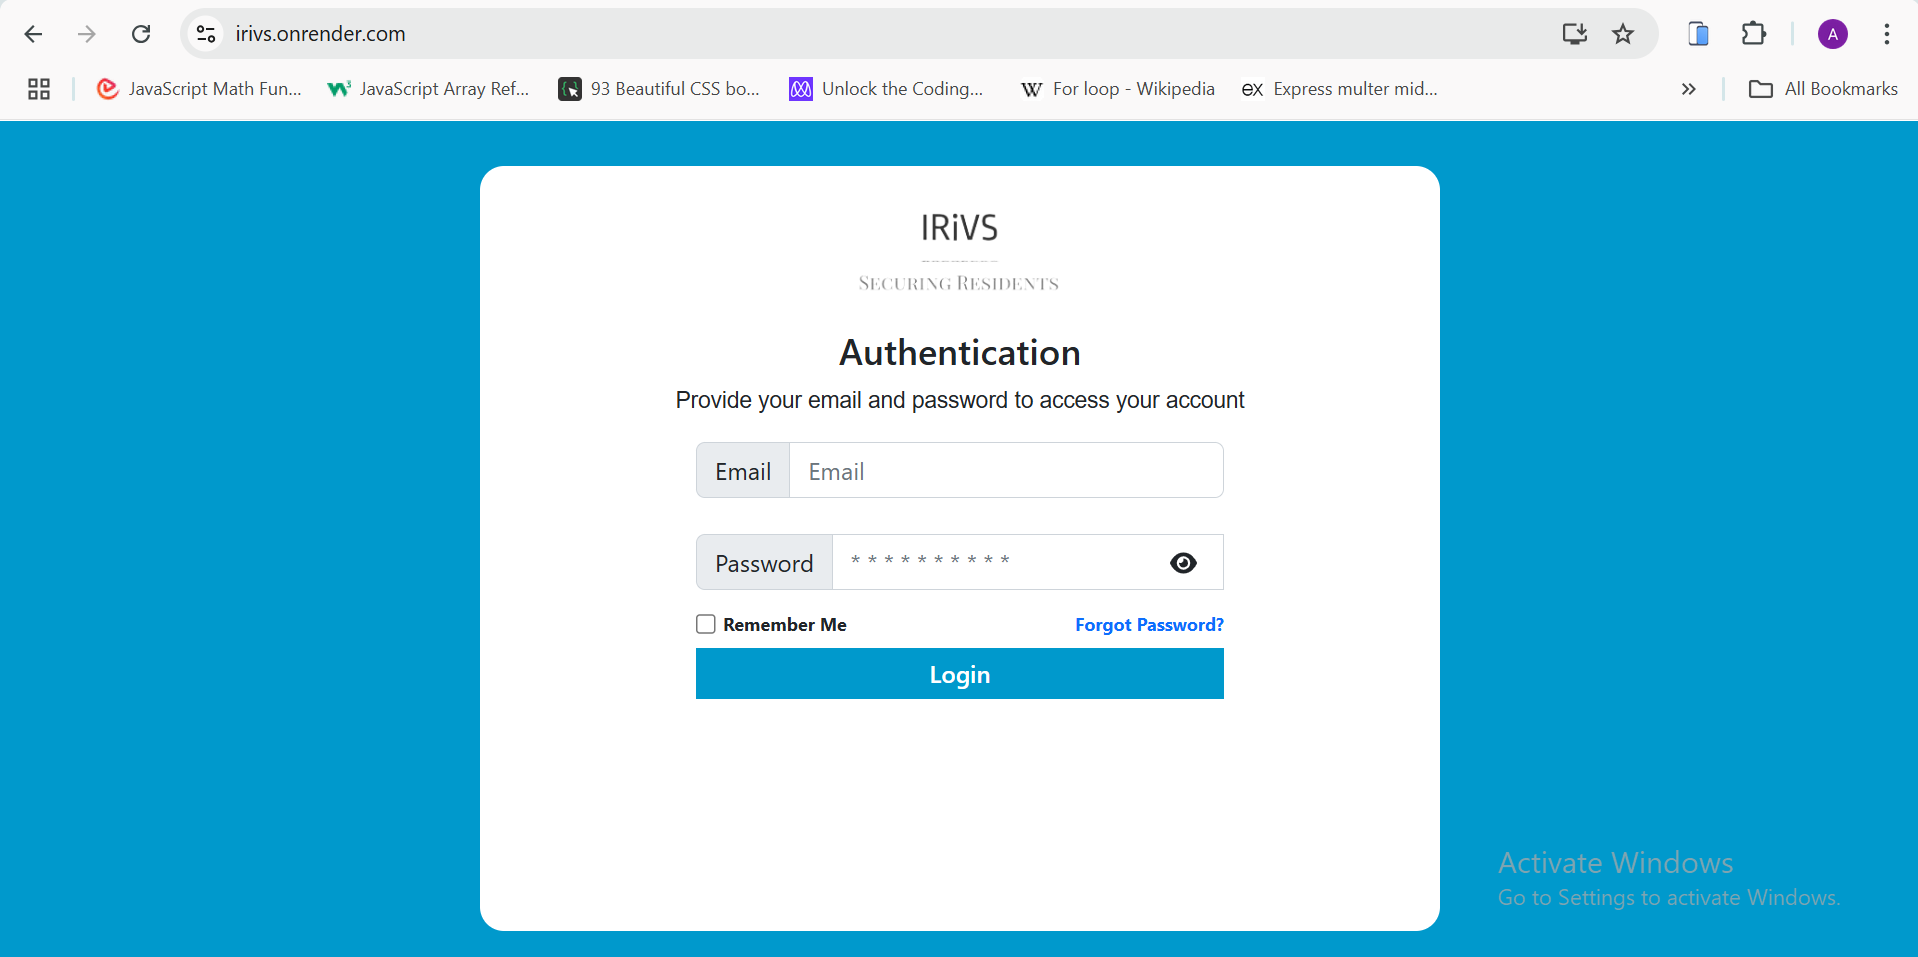 irivs.onrender.com
A
JavaScript Math Fun...
JavaScript Array Ref...
93 Beautiful CSS bo...
Unlock the Coding...
W For loop - Wikipedia
ex Express multer mid...
All Bookmarks
IRiVS
SECURING RESIDENTS
Authentication
Provide your email and password to access your account
Email Email
Password **********
Remember Me Forgot Password?
Login
Activate Windows
Go to Settings to activate Windows.